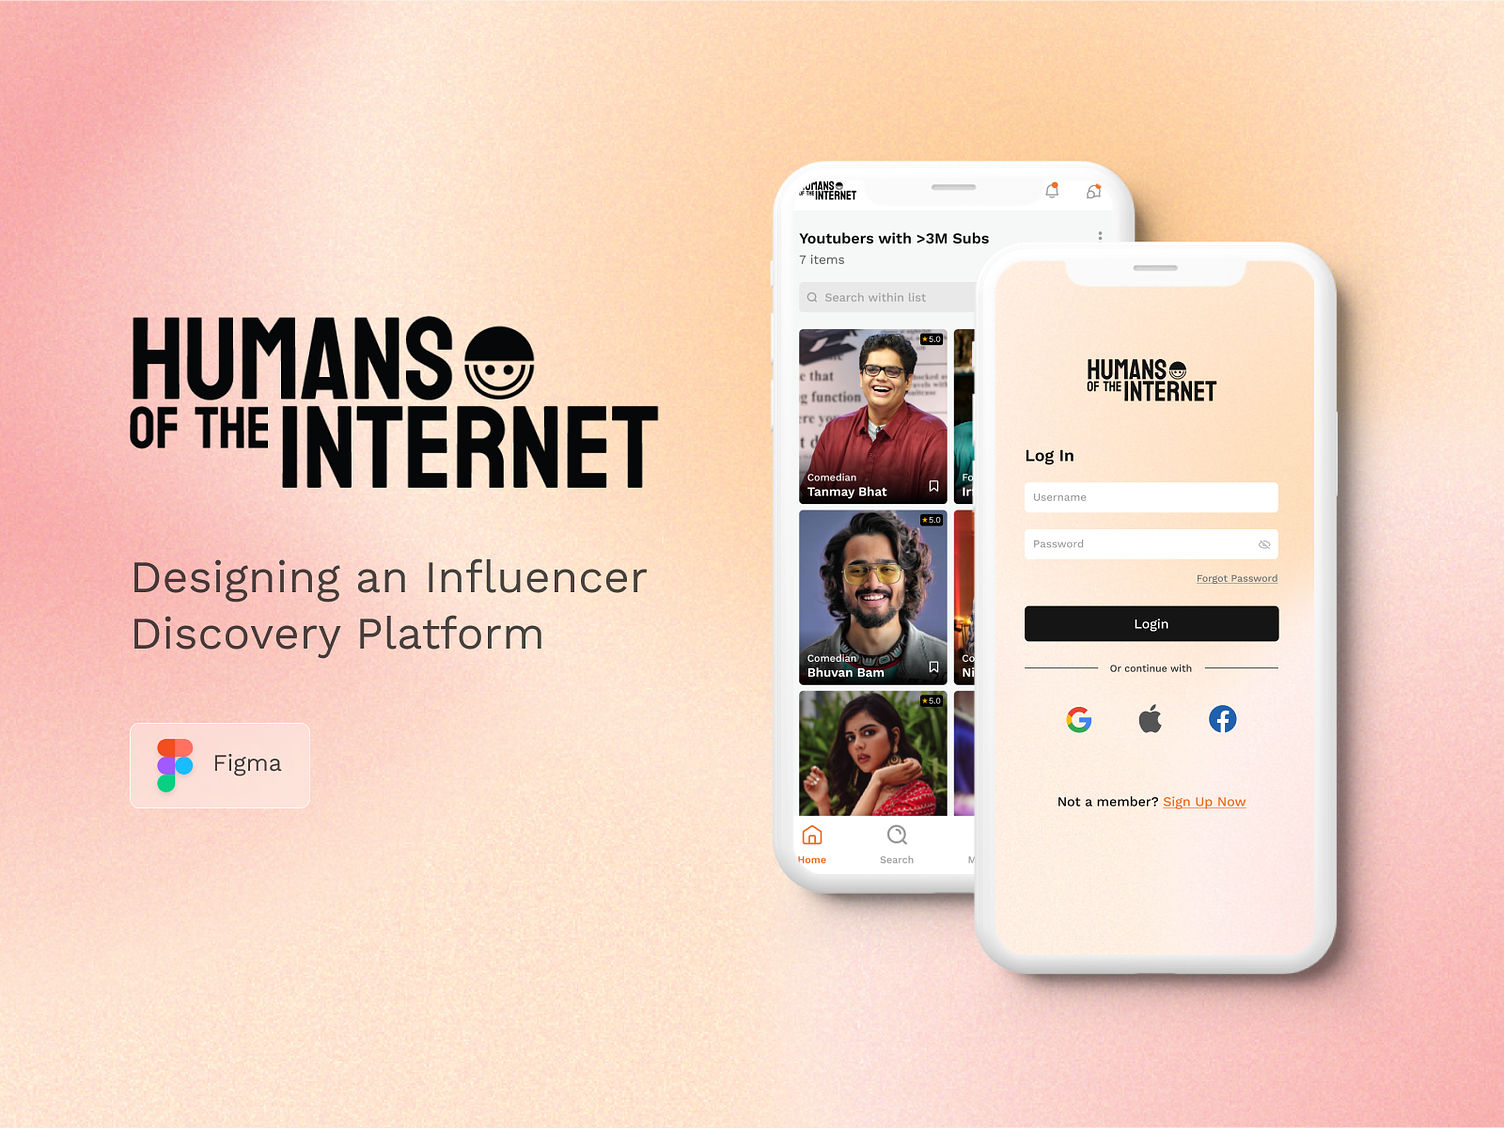 HUMANS
OF THE INTERNET
Designing an Influencer
Discovery Platform
Figma
HUMANS
OF THE INTERNET
Youtubers with >3M Subs
7 items
Search within list
★5.0
Comedian
Tanmay Bhat
★5.0
Comedian
Bhuvan Bam
★5.0
Home
Search
HUMANS
OF THE INTERNET
Log In
Username
Password
Forgot Password
Login
Or continue with
Not a member? Sign Up Now